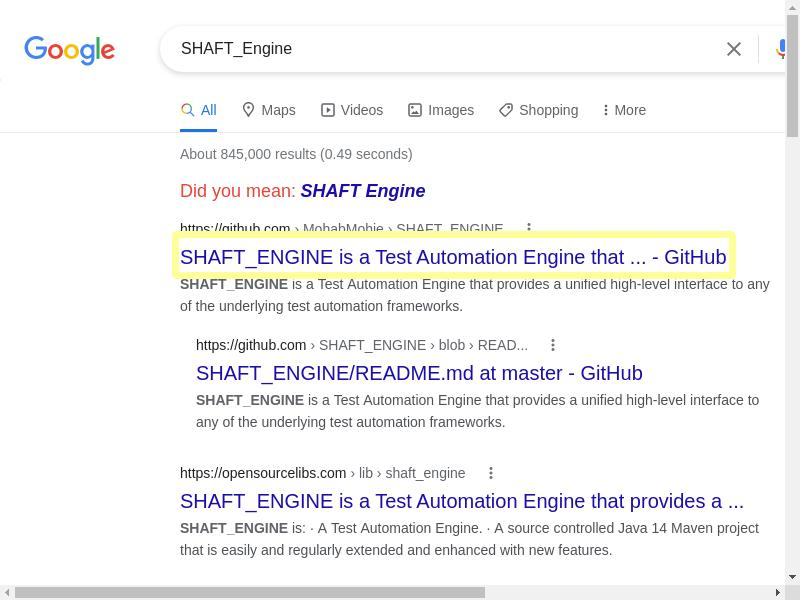 Google
SHAFT_Engine
All Maps Videos Images Shopping More
About 845,000 results (0.49 seconds)
Did you mean: SHAFT Engine
https://github.com › MohabMohie › SHAFT_ENGINE
SHAFT_ENGINE is a Test Automation Engine that ... - GitHub
SHAFT_ENGINE is a Test Automation Engine that provides a unified high-level interface to any
of the underlying test automation frameworks.
https://github.com › SHAFT_ENGINE › blob › READ...
SHAFT_ENGINE/README.md at master - GitHub
SHAFT_ENGINE is a Test Automation Engine that provides a unified high-level interface to
any of the underlying test automation frameworks.
https://opensourcelibs.com › lib › shaft_engine
SHAFT_ENGINE is a Test Automation Engine that provides a ...
SHAFT_ENGINE is: · A Test Automation Engine. · A source controlled Java 14 Maven project
that is easily and regularly extended and enhanced with new features.